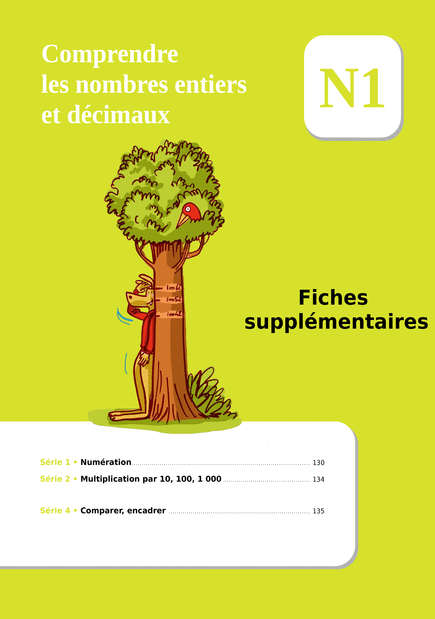 Comprendre
les nombres entiers
et décimaux
N1
Fiches
supplémentaires
Série 1 • Numération 130
Série 2 • Multiplication par 10, 100, 1 000 134
Série 4 • Comparer, encadrer 135